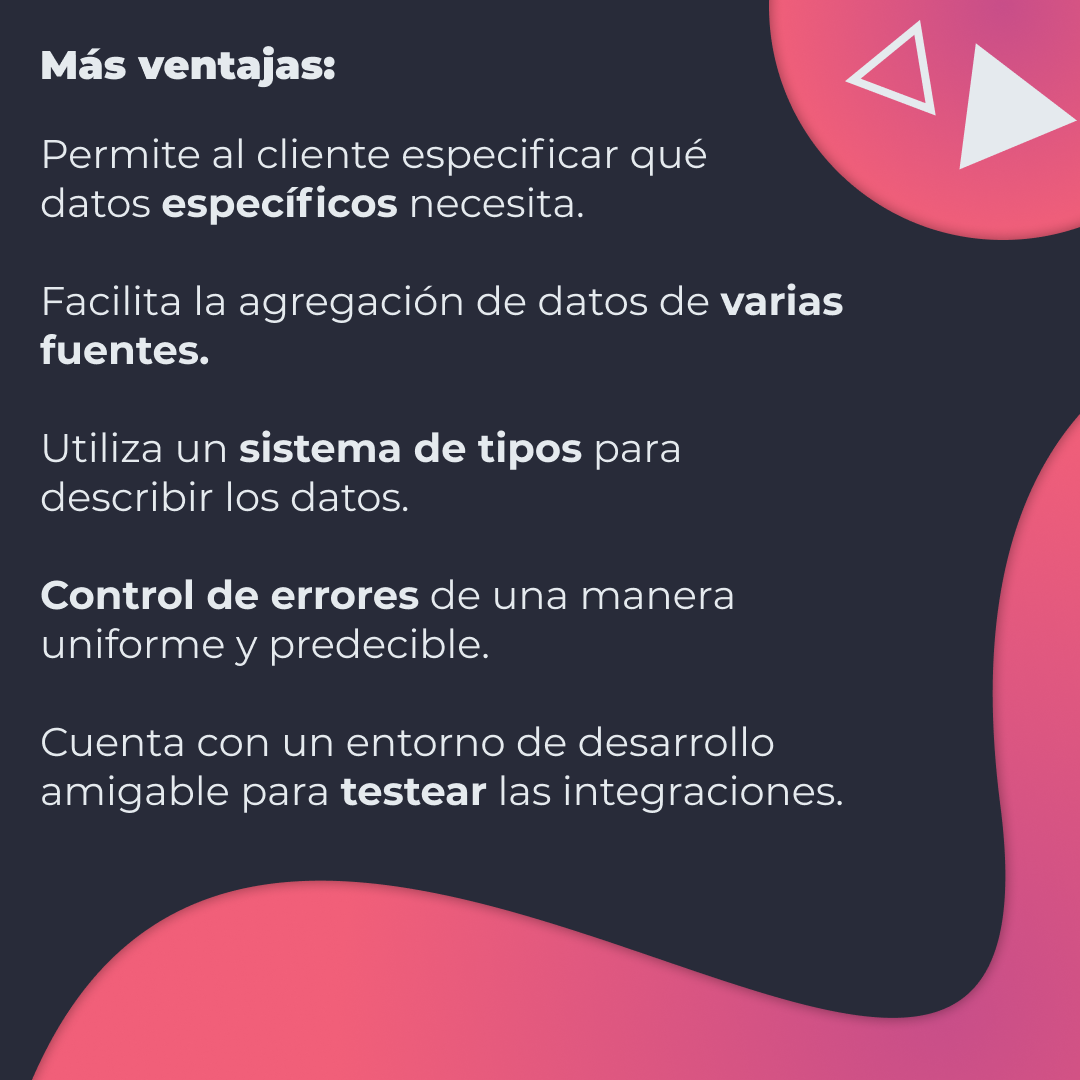 Más ventajas:
Permite al cliente especificar qué
datos específicos necesita.
Facilita la agregación de datos de varias
fuentes.
Utiliza un sistema de tipos para
describir los datos.
Control de errores de una manera
uniforme y predecible.
Cuenta con un entorno de desarrollo
amigable para testear las integraciones.